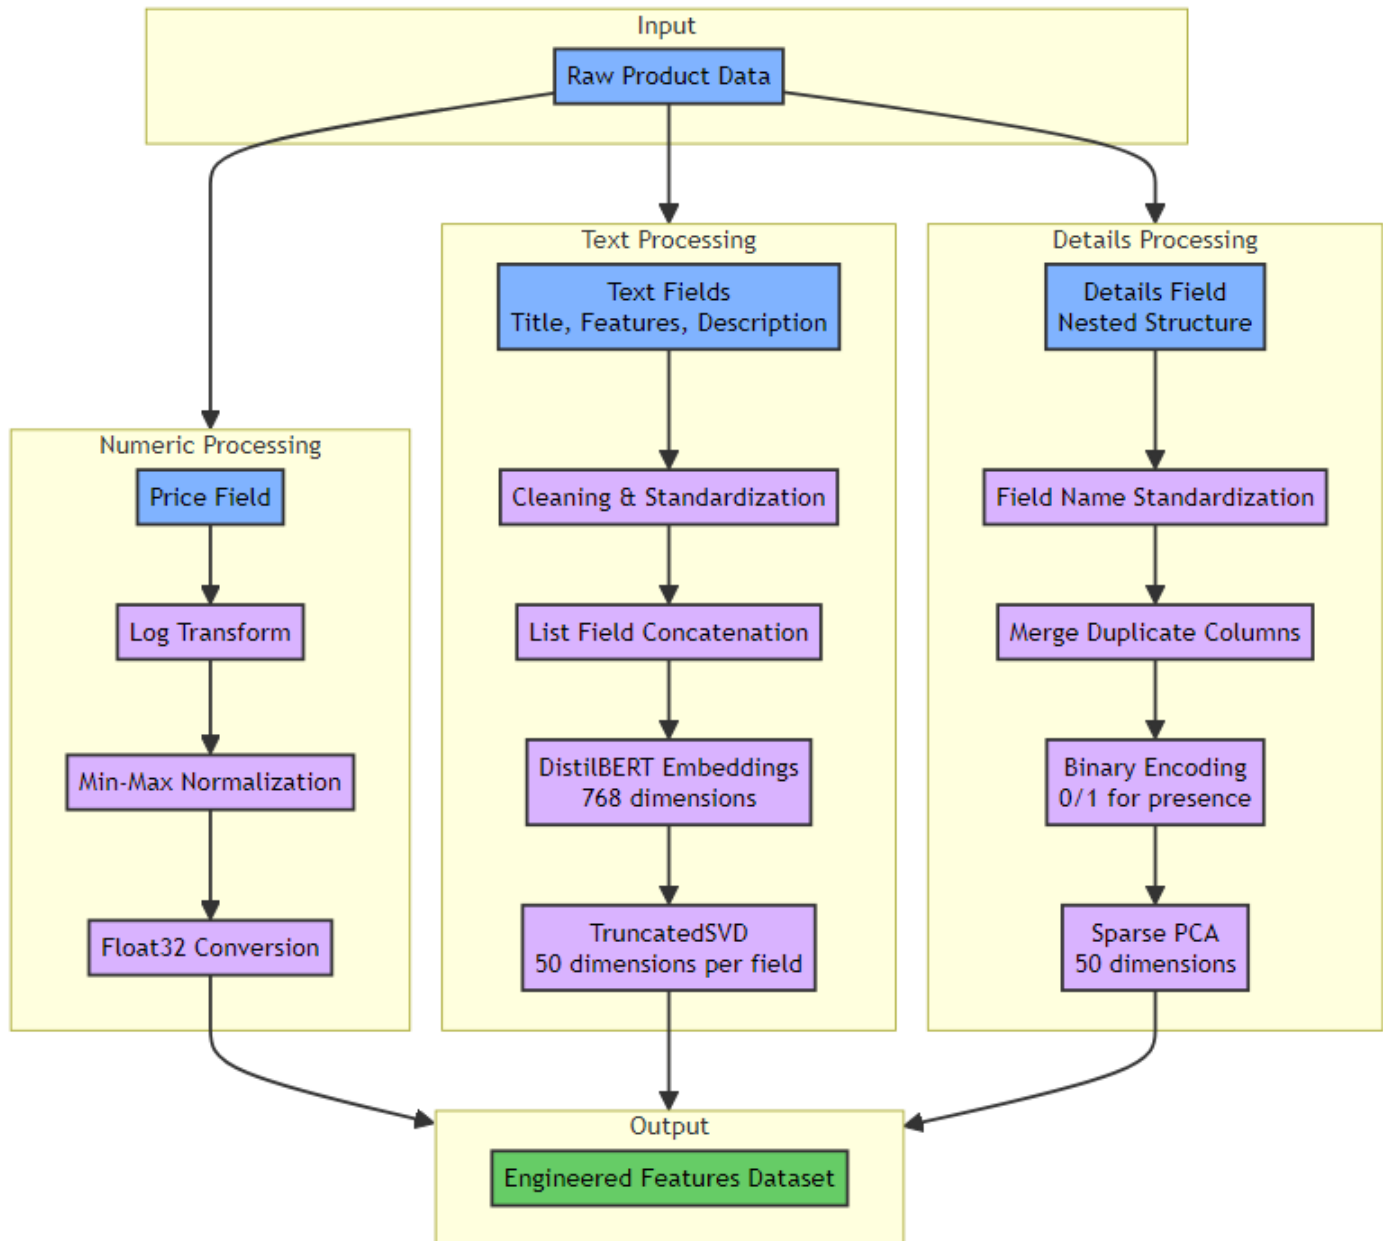 Input
Raw Product Data
Numeric Processing
Price Field
Log Transform
Min-Max Normalization
Float32 Conversion
Text Processing
Text Fields
Title, Features, Description
Cleaning & Standardization
List Field Concatenation
DistilBERT Embeddings
768 dimensions
TruncatedSVD
50 dimensions per field
Details Processing
Details Field
Nested Structure
Field Name Standardization
Merge Duplicate Columns
Binary Encoding
0/1 for presence
Sparse PCA
50 dimensions
Output
Engineered Features Dataset